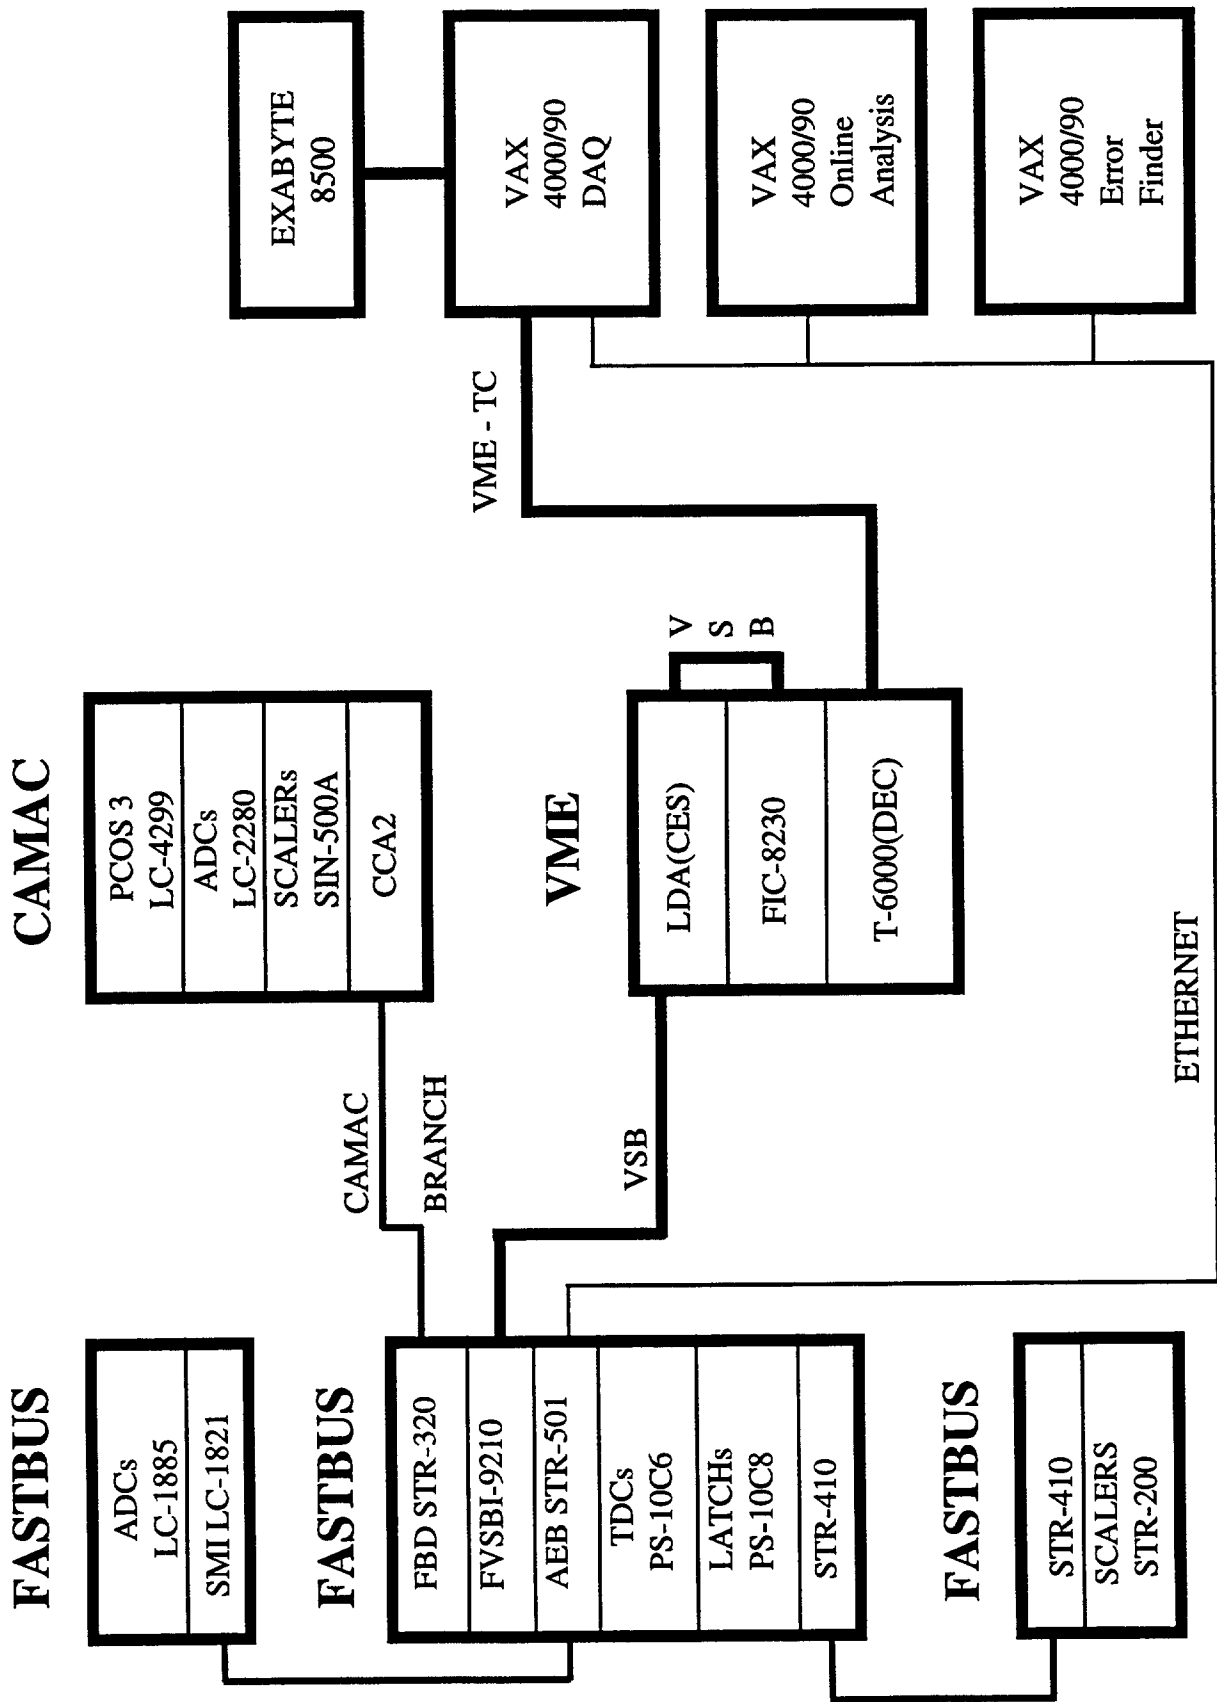 FASTBUS
ADCs
LC-1885
SMI LC-1821
FASTBUS
FBD STR-320
FVSBI-9210
AEB STR-501
TDCs
PS-10C6
LATCHs
PS-10C8
STR-410
FASTBUS
STR-410
SCALERS
STR-200
CAMAC
BRANCH
VSB
ETHERNET
CAMAC
PCOS 3
LC-4299
ADCs
LC-2280
SCALERs
SIN-500A
CCA2
VME
LDA(CES)
FIC-8230
T-6000(DEC)
V
S
B
VME - TC
EXABYTE
8500
VAX
4000/90
DAQ
VAX
4000/90
Online
Analysis
VAX
4000/90
Error
Finder